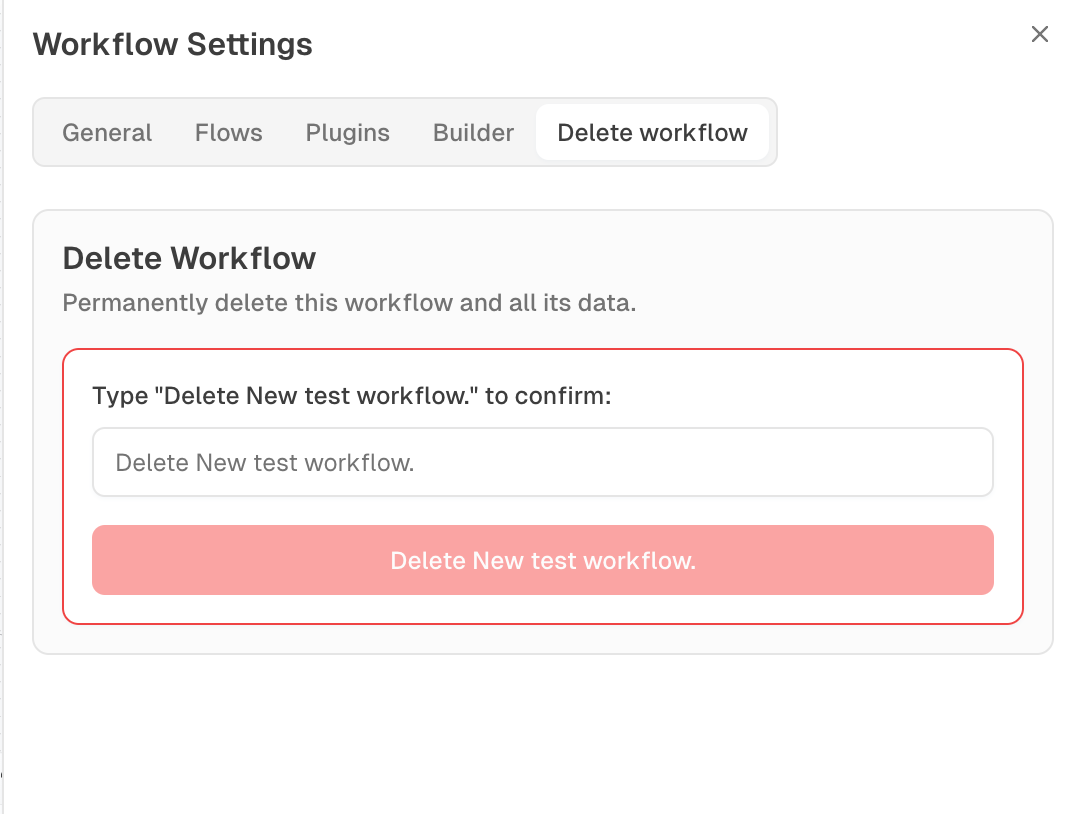 Workflow Settings
General Flows Plugins Builder Delete workflow
Delete Workflow
Permanently delete this workflow and all its data.
Type "Delete New test workflow." to confirm:
Delete New test workflow.
Delete New test workflow.